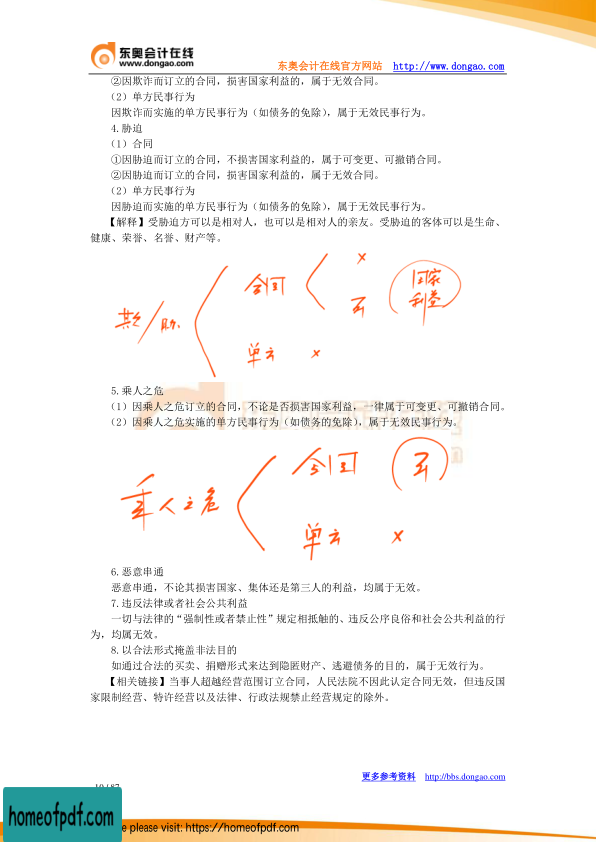 东奥会计在线
www.dongao.com
东奥会计在线官方网站 http://www.dongao.com
②因欺诈而订立的合同，损害国家利益的，属于无效合同。
（2）单方民事行为
因欺诈而实施的单方民事行为（如债务的免除），属于无效民事行为。
4.胁迫
（1）合同
①因胁迫而订立的合同，不损害国家利益的，属于可变更、可撤销合同。
②因胁迫而订立的合同，损害国家利益的，属于无效合同。
（2）单方民事行为
因胁迫而实施的单方民事行为（如债务的免除），属于无效民事行为。
【解释】受胁迫方可以是相对人，也可以是相对人的亲友。受胁迫的客体可以是生命、
健康、荣誉、名誉、财产等。
×
国家
合同
利益
可
欺/胁
单方 ×
5.乘人之危
（1）因乘人之危订立的合同，不论是否损害国家利益，一律属于可变更、可撤销合同。
（2）因乘人之危实施的单方民事行为（如债务的免除），属于无效民事行为。
合同 可
乘人之危
单方 ×
6.恶意串通
恶意串通，不论其损害国家、集体还是第三人的利益，均属于无效。
7.违反法律或者社会公共利益
一切与法律的“强制性或者禁止性”规定相抵触的、违反公序良俗和社会公共利益的行
为，均属无效。
8.以合法形式掩盖非法目的
如通过合法的买卖、捐赠形式来达到隐匿财产、逃避债务的目的，属于无效行为。
【相关链接】当事人超越经营范围订立合同，人民法院不因此认定合同无效，但违反国
家限制经营、特许经营以及法律、行政法规禁止经营规定的除外。
更多参考资料 http://bbs.dongao.com
homeofpdf.com
e please visit: https://homeofpdf.com